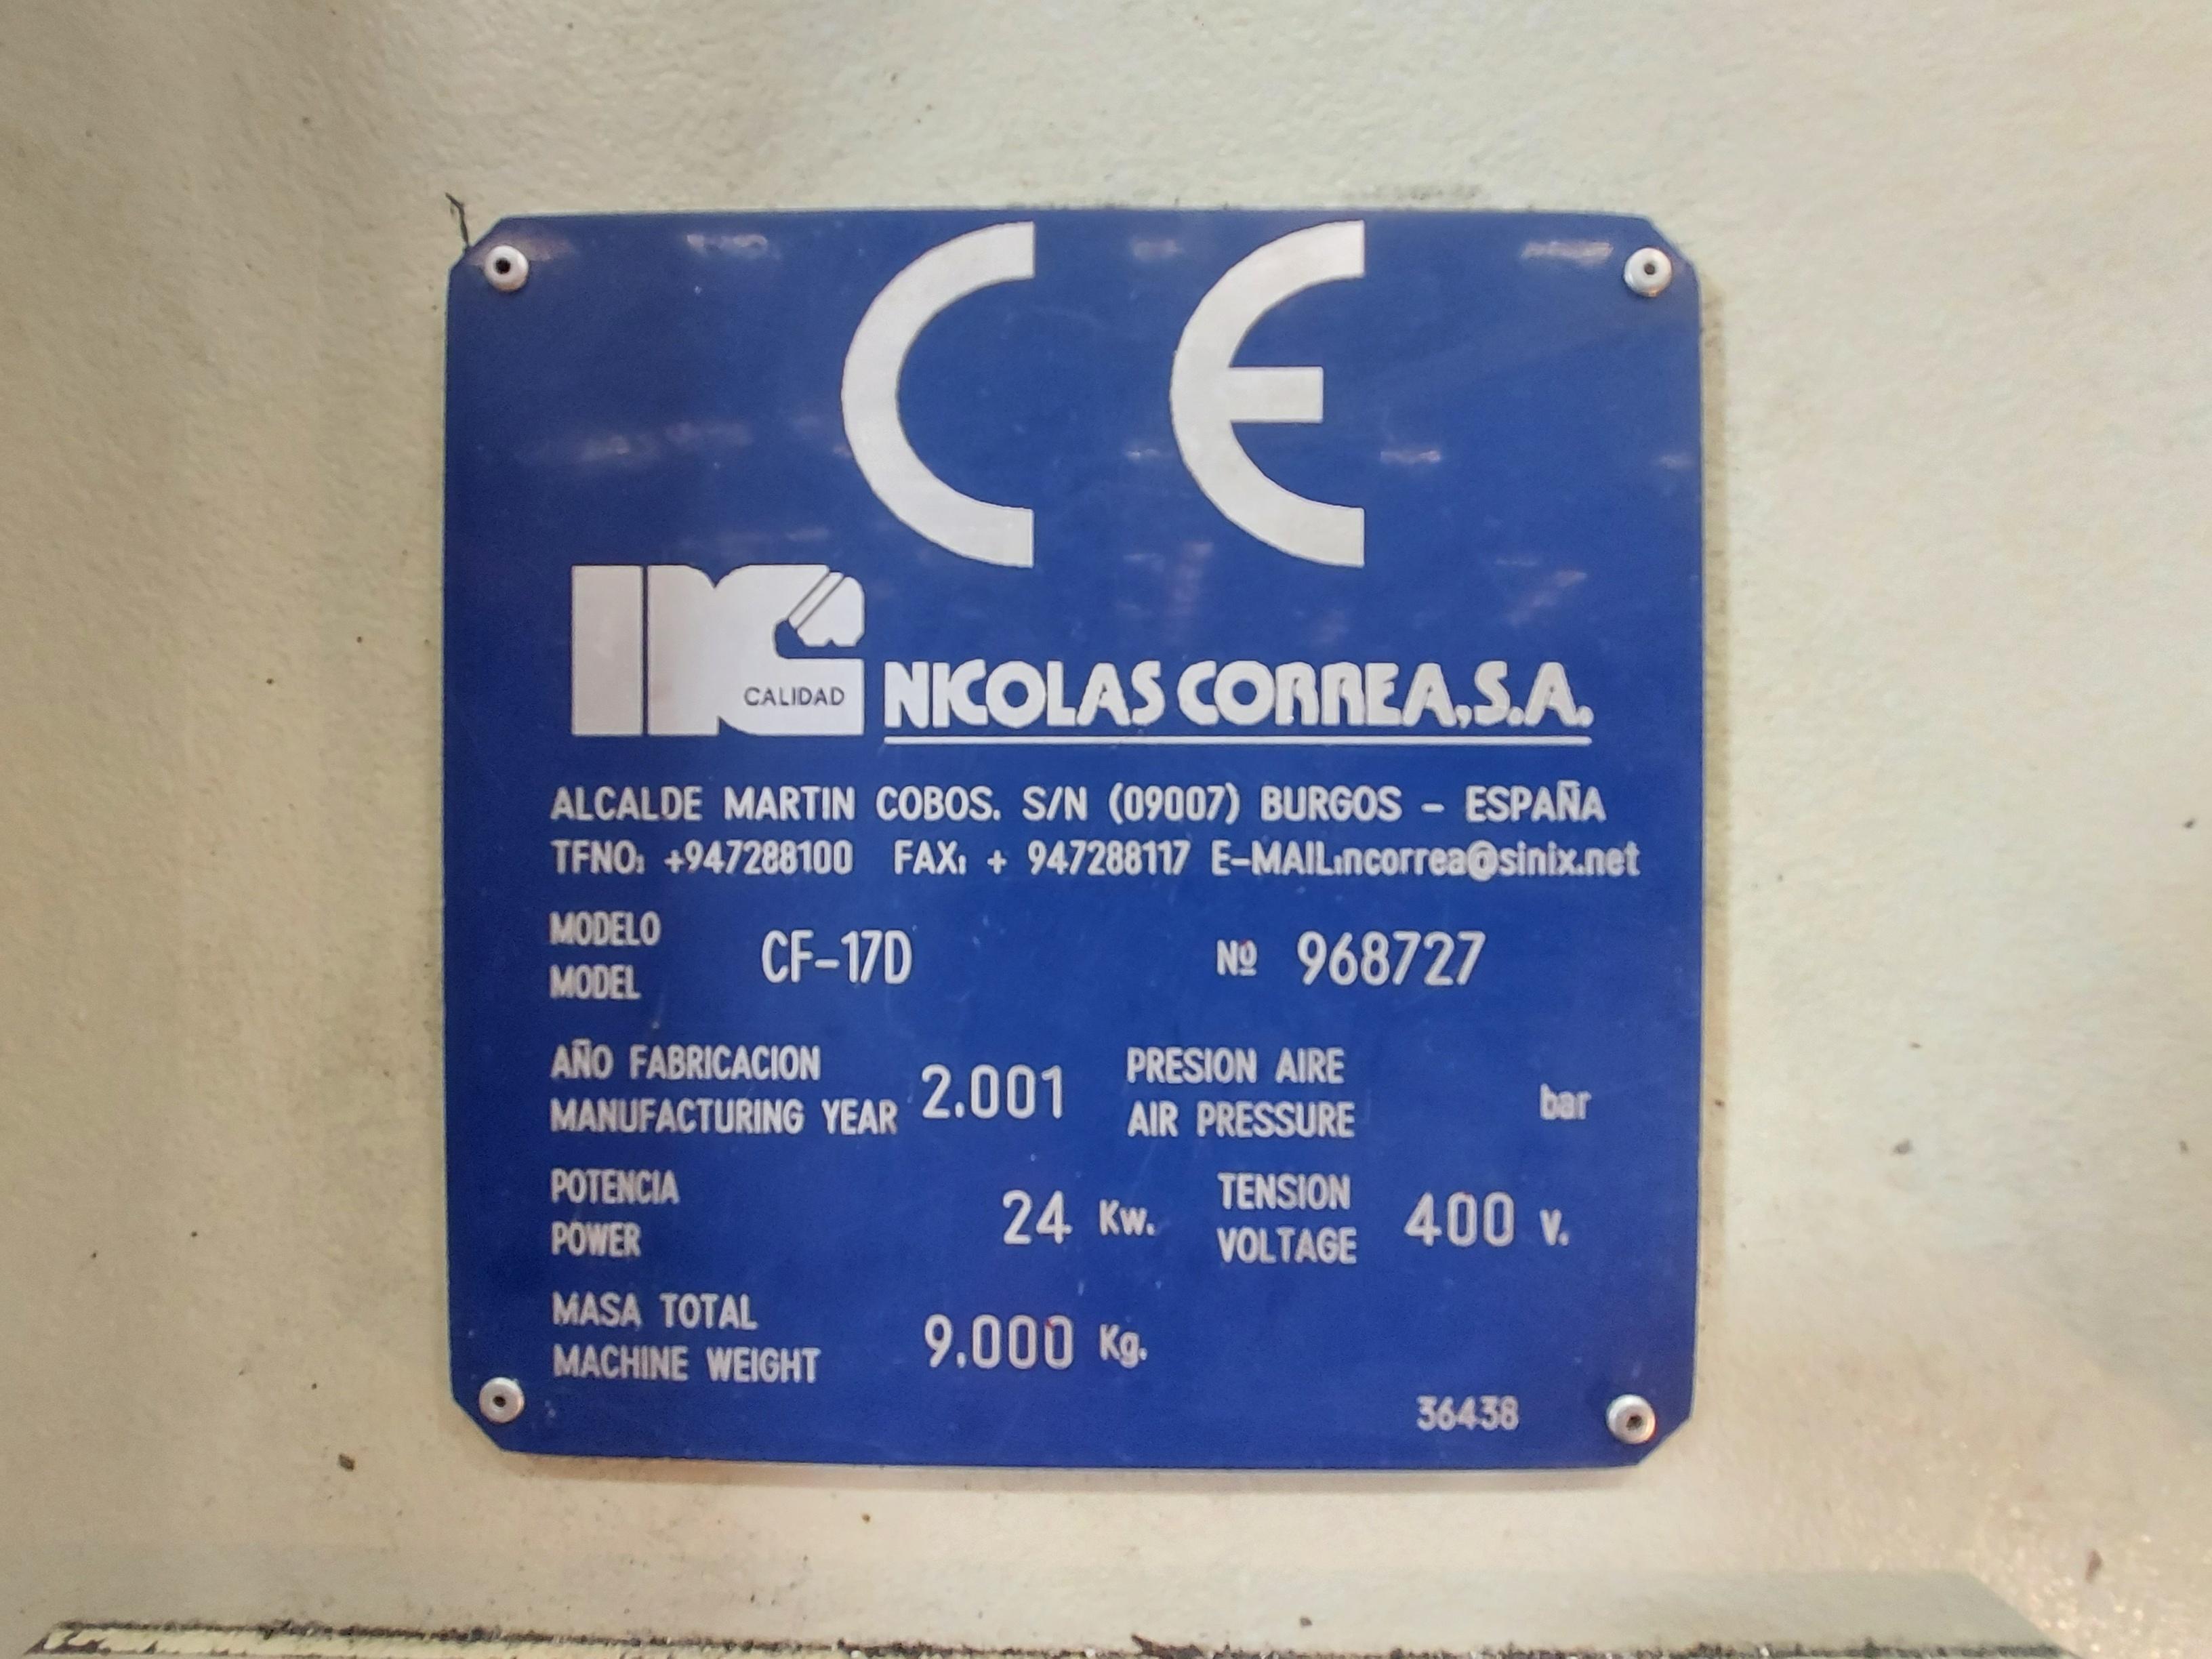 CE
CALIDAD
NICOLAS CORREA,S.A.
ALCALDE MARTIN COBOS. S/N (09007) BURGOS - ESPAÑA
TFNO: +947288100 FAX: + 947288117 E-MAIL:ncorrea@sinix.net
MODELO
MODEL
CF-17D
Nº 968727
AÑO FABRICACION
MANUFACTURING YEAR
2.001
PRESION AIRE
AIR PRESSURE
bar
POTENCIA
POWER
24 Kw.
TENSION
VOLTAGE
400 V.
MASA TOTAL
MACHINE WEIGHT
9.000 Kg.
36438